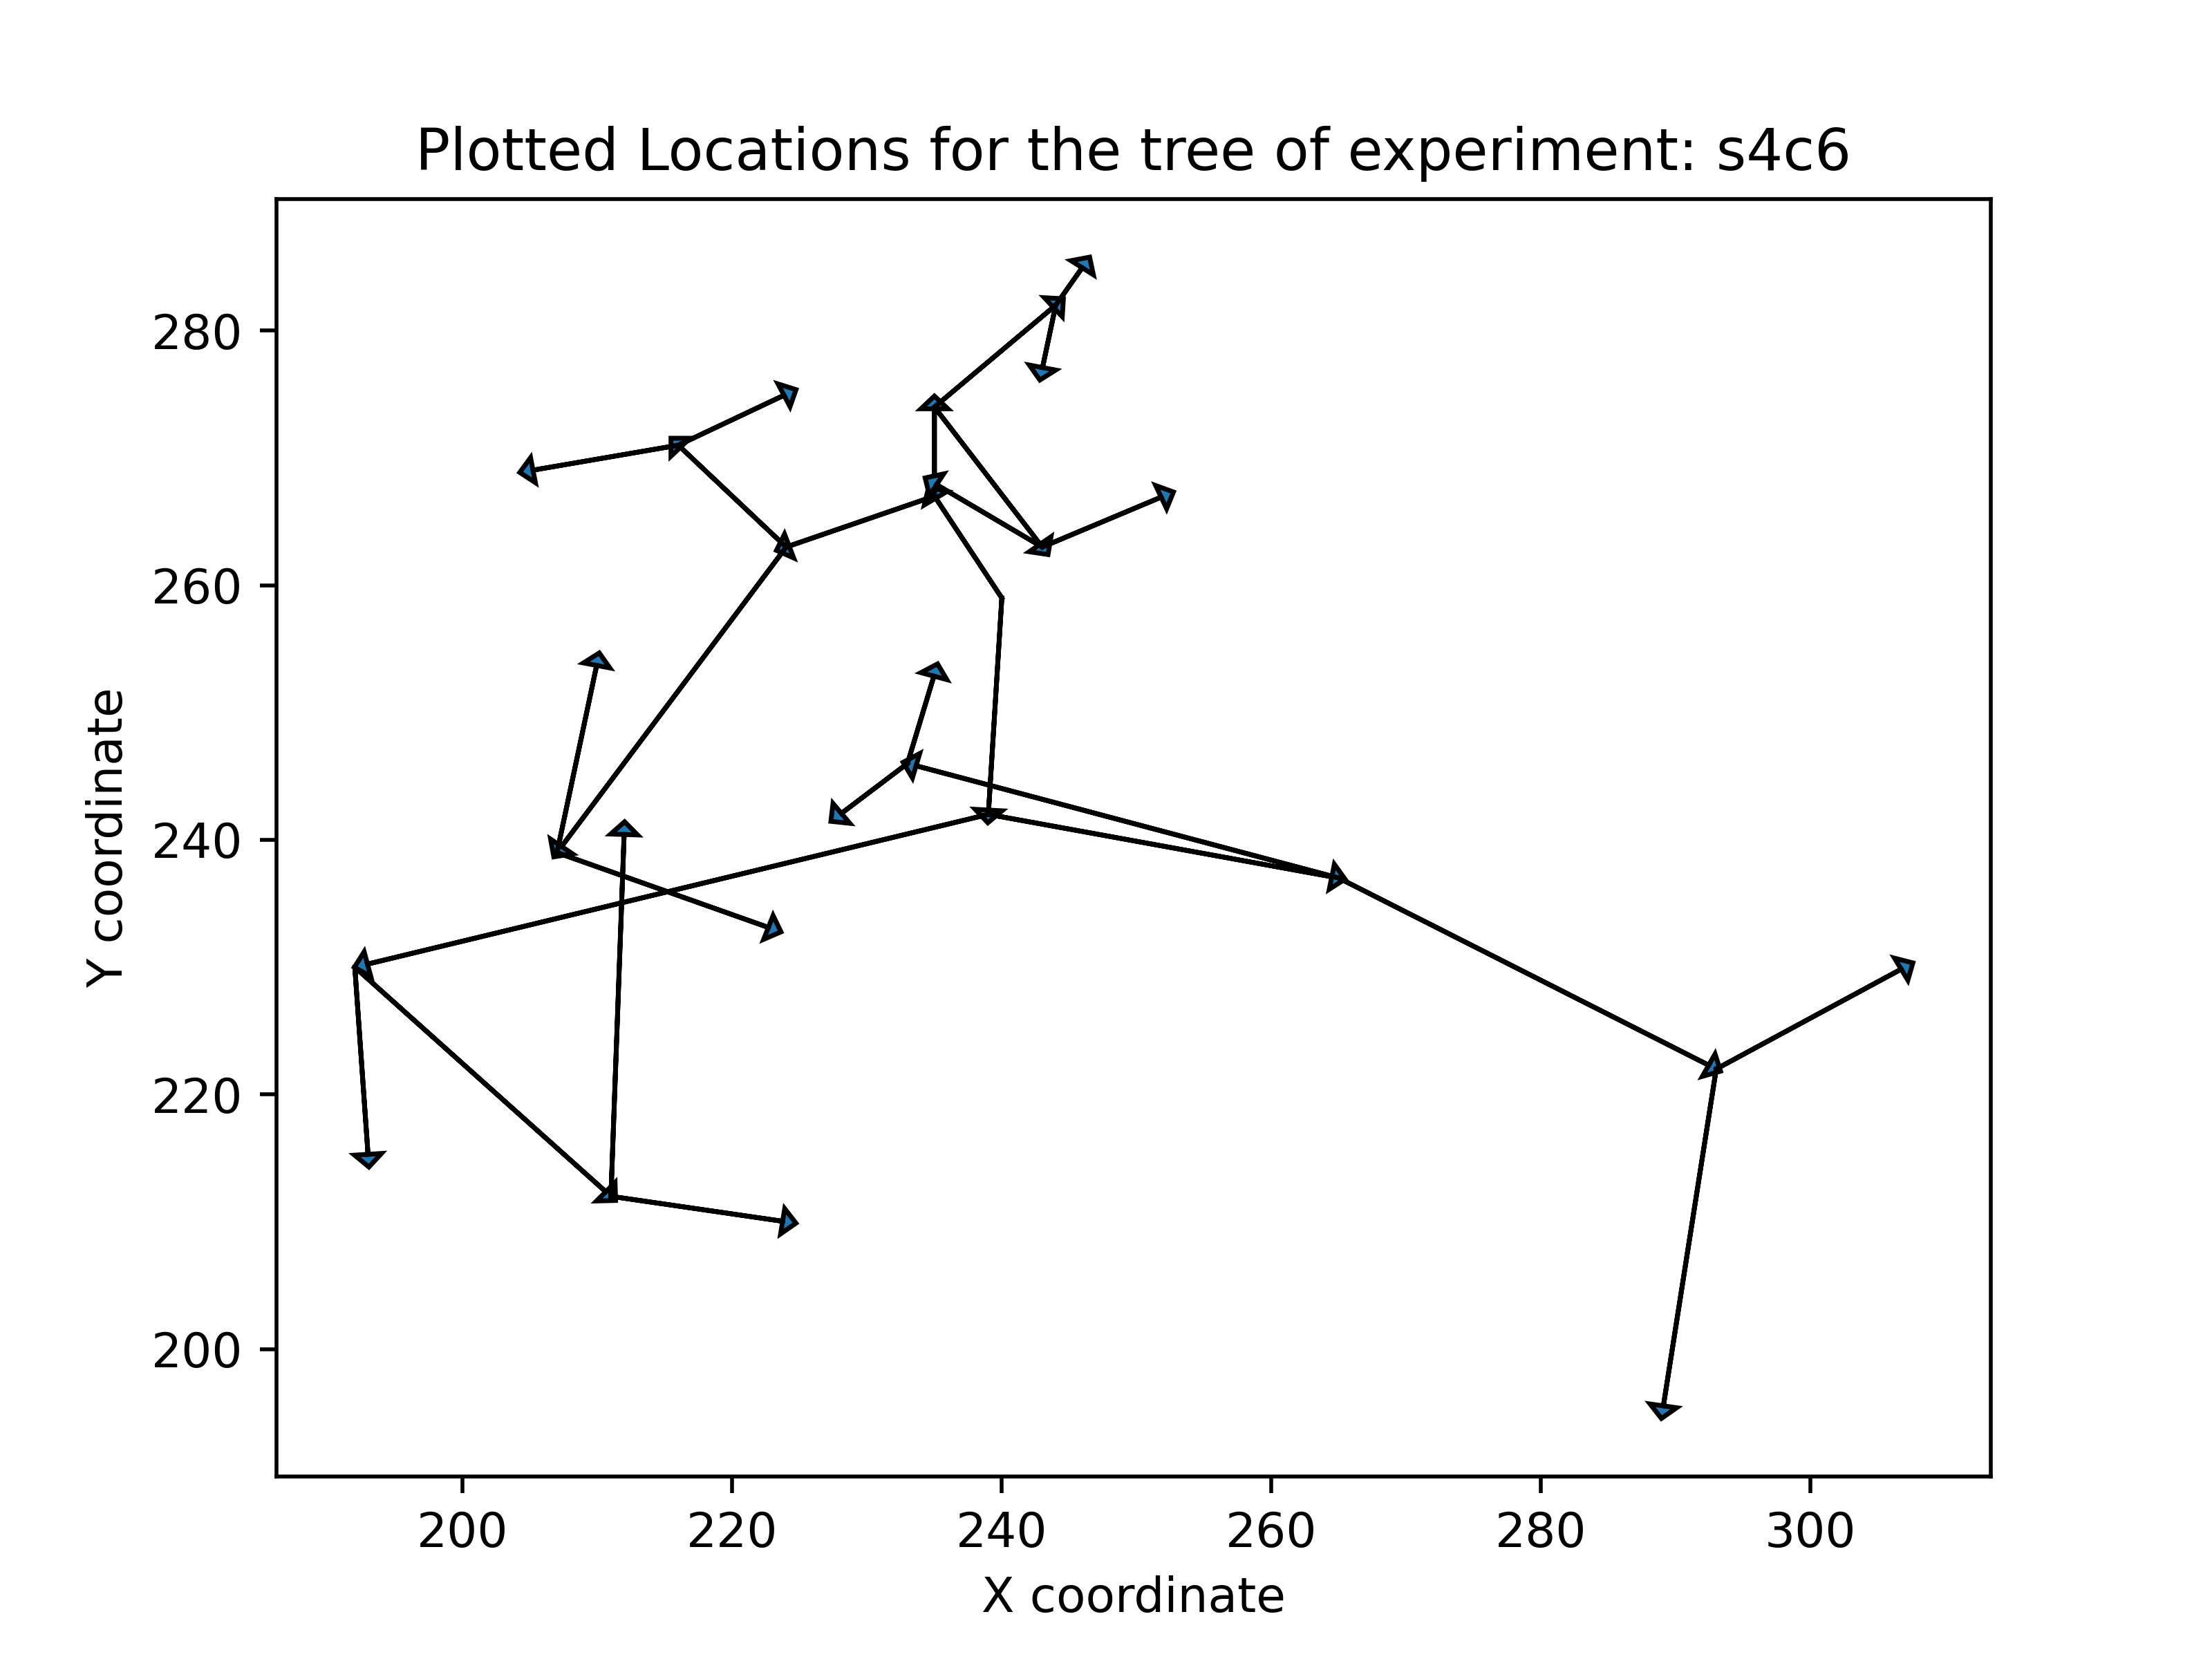 Plotted Locations for the tree of experiment: s4c6
280
260
240
220
200
Y coordinate
200 220 240 260 280 300
X coordinate